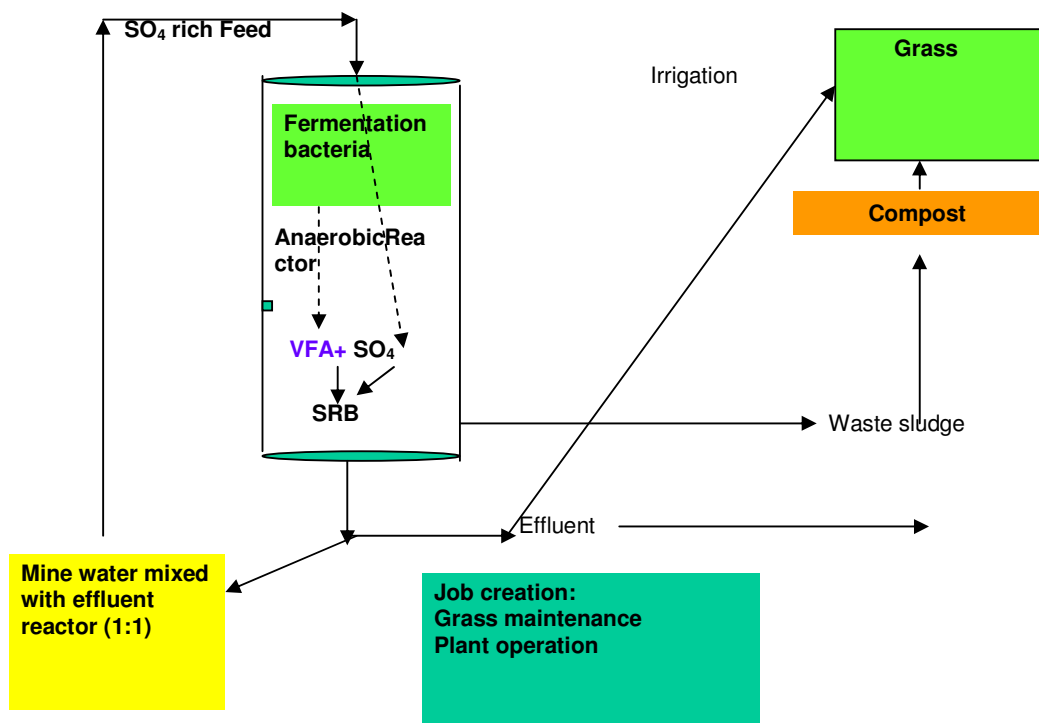 SO₄ rich Feed
Grass
Irrigation
Fermentation
bacteria
Compost
AnaerobicRea
ctor
VFA+ SO₄
SRB
Waste sludge
Effluent
Mine water mixed
with effluent
reactor (1:1)
Job creation:
Grass maintenance
Plant operation